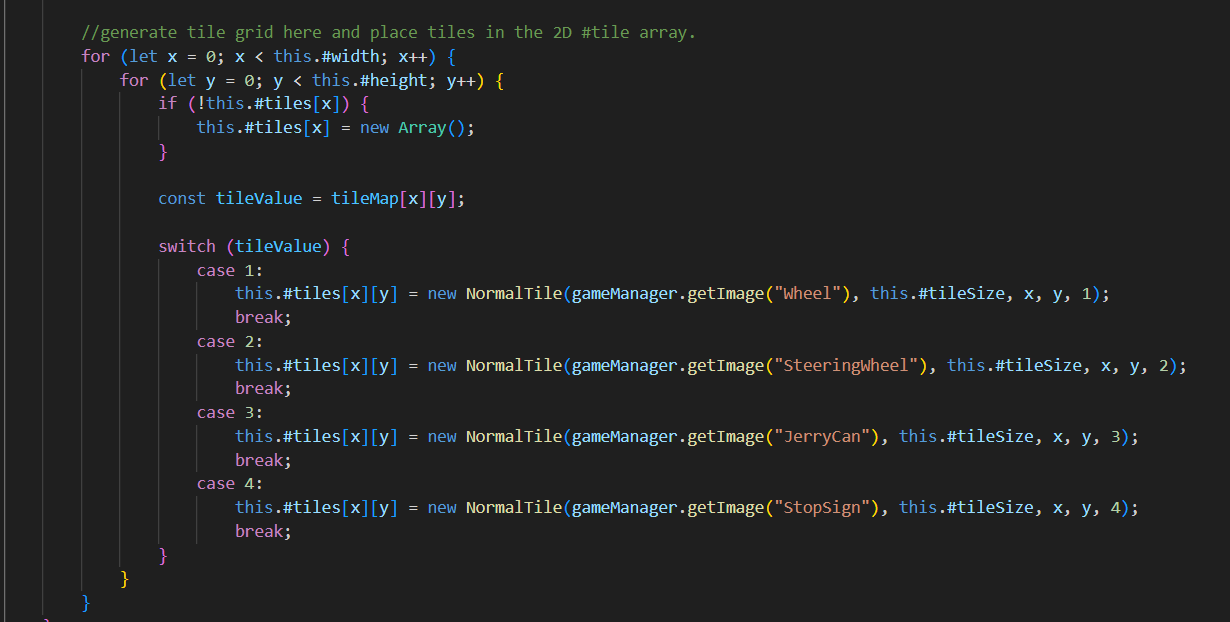 //generate tile grid here and place tiles in the 2D #tile array.
for (let x = 0; x < this.#width; x++) {
for (let y = 0; y < this.#height; y++) {
if (!this.#tiles[x]) {
this.#tiles[x] = new Array();
}
const tileValue = tileMap[x][y];
switch (tileValue) {
case 1:
this.#tiles[x][y] = new NormalTile(gameManager.getImage("Wheel"), this.#tileSize, x, y, 1);
break;
case 2:
this.#tiles[x][y] = new NormalTile(gameManager.getImage("SteeringWheel"), this.#tileSize, x, y, 2);
break;
case 3:
this.#tiles[x][y] = new NormalTile(gameManager.getImage("JerryCan"), this.#tileSize, x, y, 3);
break;
case 4:
this.#tiles[x][y] = new NormalTile(gameManager.getImage("StopSign"), this.#tileSize, x, y, 4);
break;
}
}
}